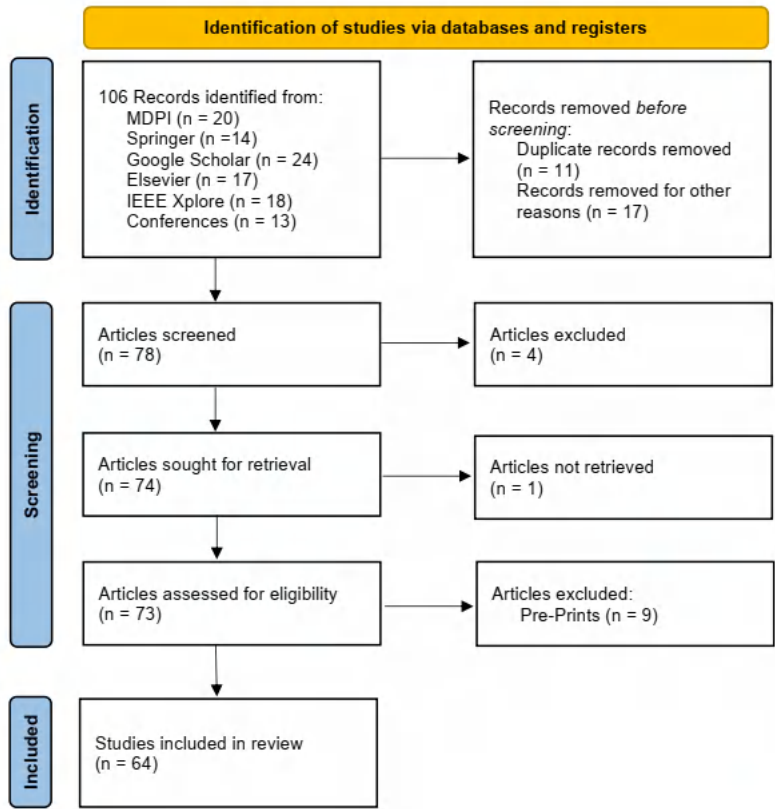 Identification of studies via databases and registers
Identification
106 Records identified from:
MDPI (n = 20)
Springer (n =14)
Google Scholar (n = 24)
Elsevier (n = 17)
IEEE Xplore (n = 18)
Conferences (n = 13)
Records removed before
screening:
Duplicate records removed
(n = 11)
Records removed for other
reasons (n = 17)
Screening
Articles screened
(n = 78)
Articles excluded
(n = 4)
Articles sought for retrieval
(n = 74)
Articles not retrieved
(n = 1)
Articles assessed for eligibility
(n = 73)
Articles excluded:
Pre-Prints (n = 9)
Included
Studies included in review
(n = 64)